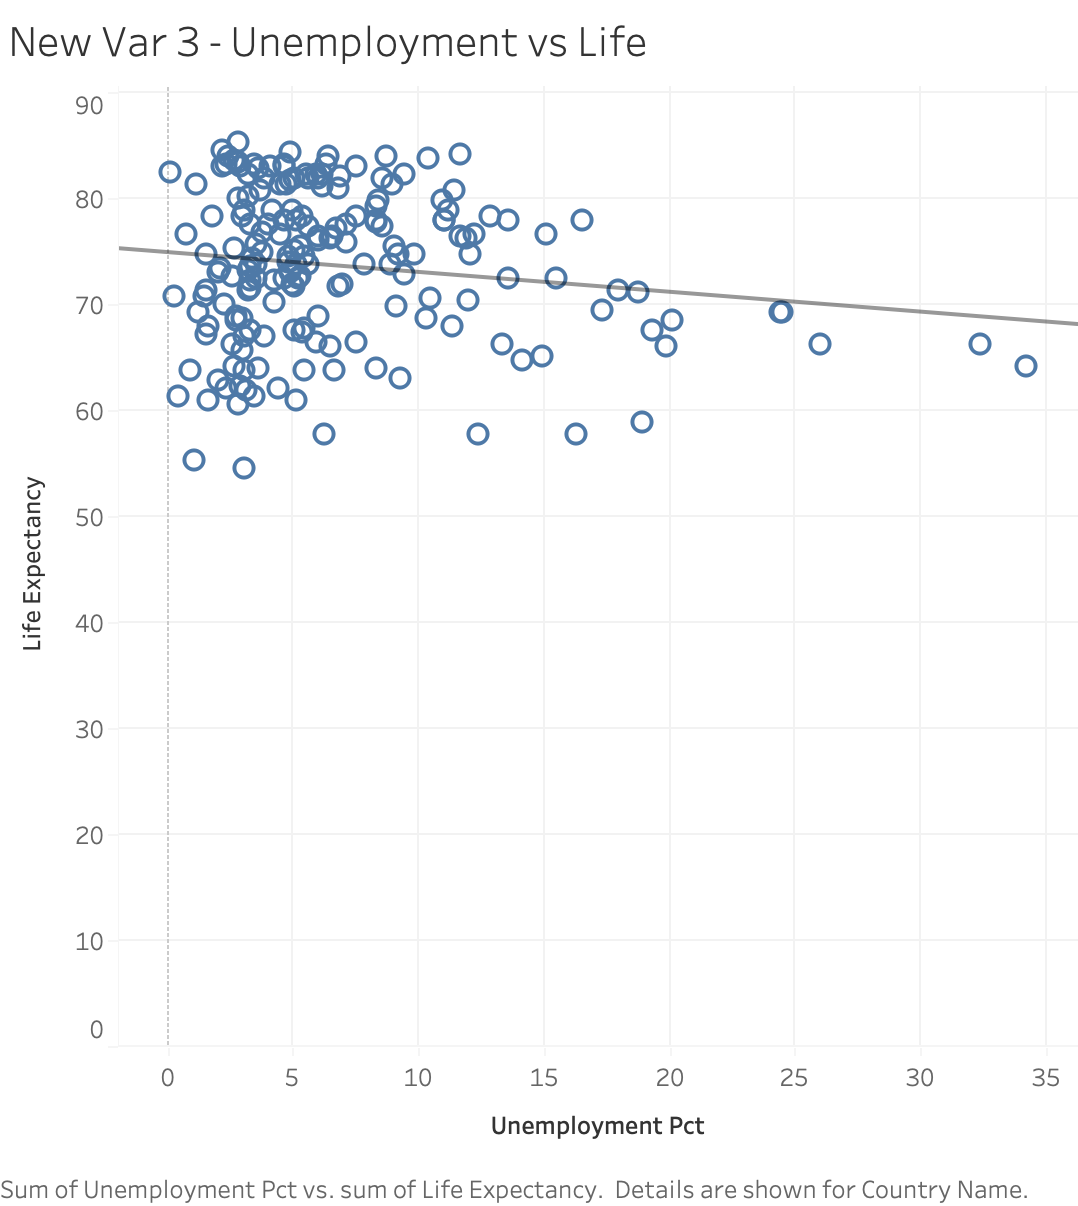 New Var 3 - Unemployment vs Life
90
80
70
60
50
40
30
20
10
0
Life Expectancy
0 5 10 15 20 25 30 35
Unemployment Pct
Sum of Unemployment Pct vs. sum of Life Expectancy.  Details are shown for Country Name.